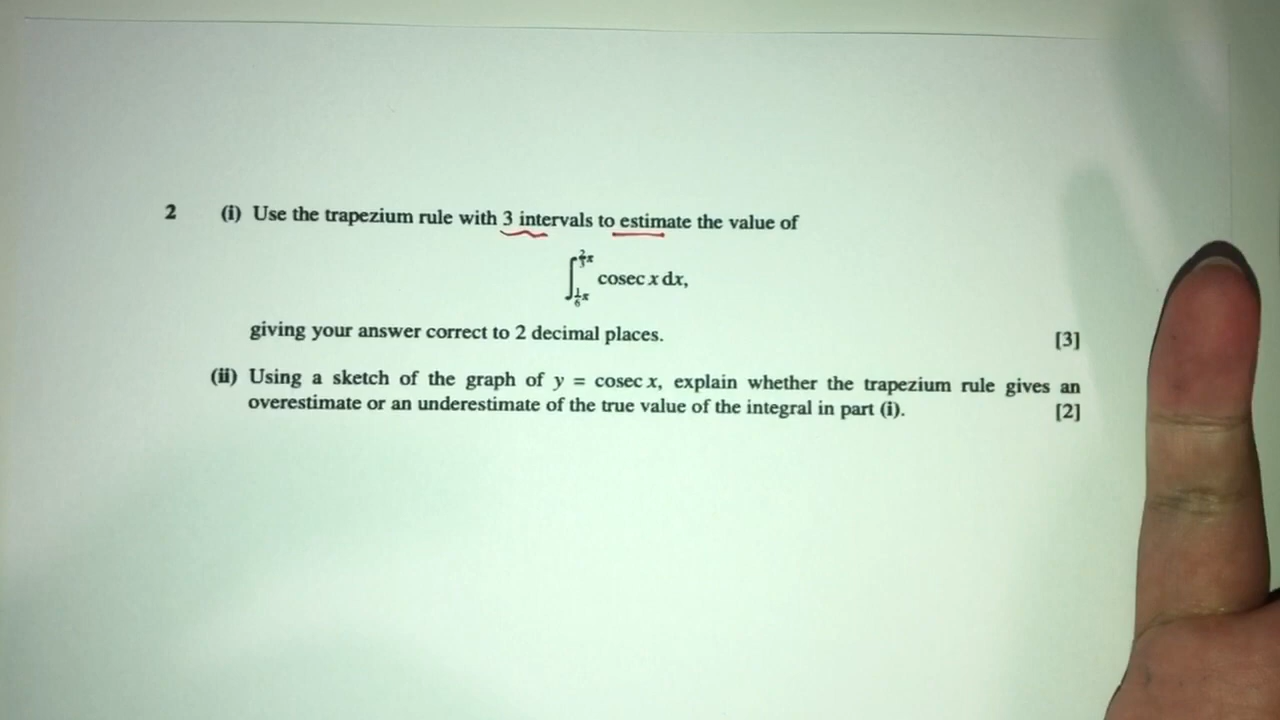 2 (i) Use the trapezium rule with 3 intervals to estimate the value of
∫ 2/3π 1/6π cosec x dx,
giving your answer correct to 2 decimal places. [3]
(ii) Using a sketch of the graph of y = cosec x, explain whether the trapezium rule gives an
overestimate or an underestimate of the true value of the integral in part (i). [2]